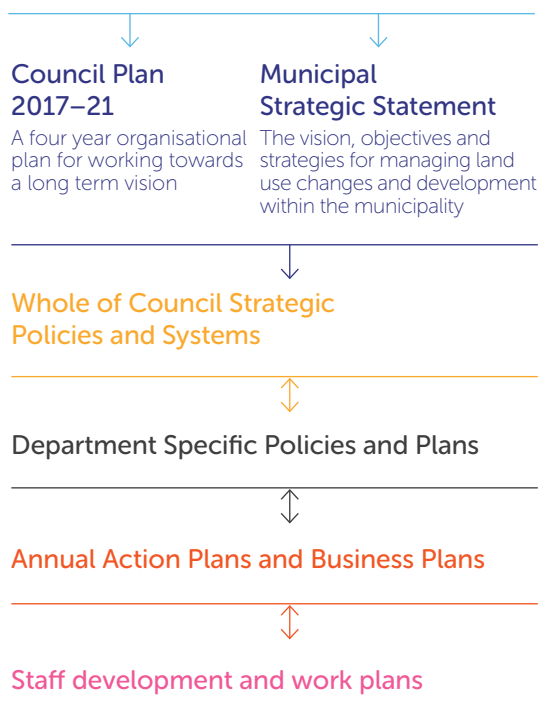 Council Plan
2017–21
A four year organisational
plan for working towards
a long term vision
Municipal
Strategic Statement
The vision, objectives and
strategies for managing land
use changes and development
within the municipality
Whole of Council Strategic
Policies and Systems
Department Specific Policies and Plans
Annual Action Plans and Business Plans
Staff development and work plans